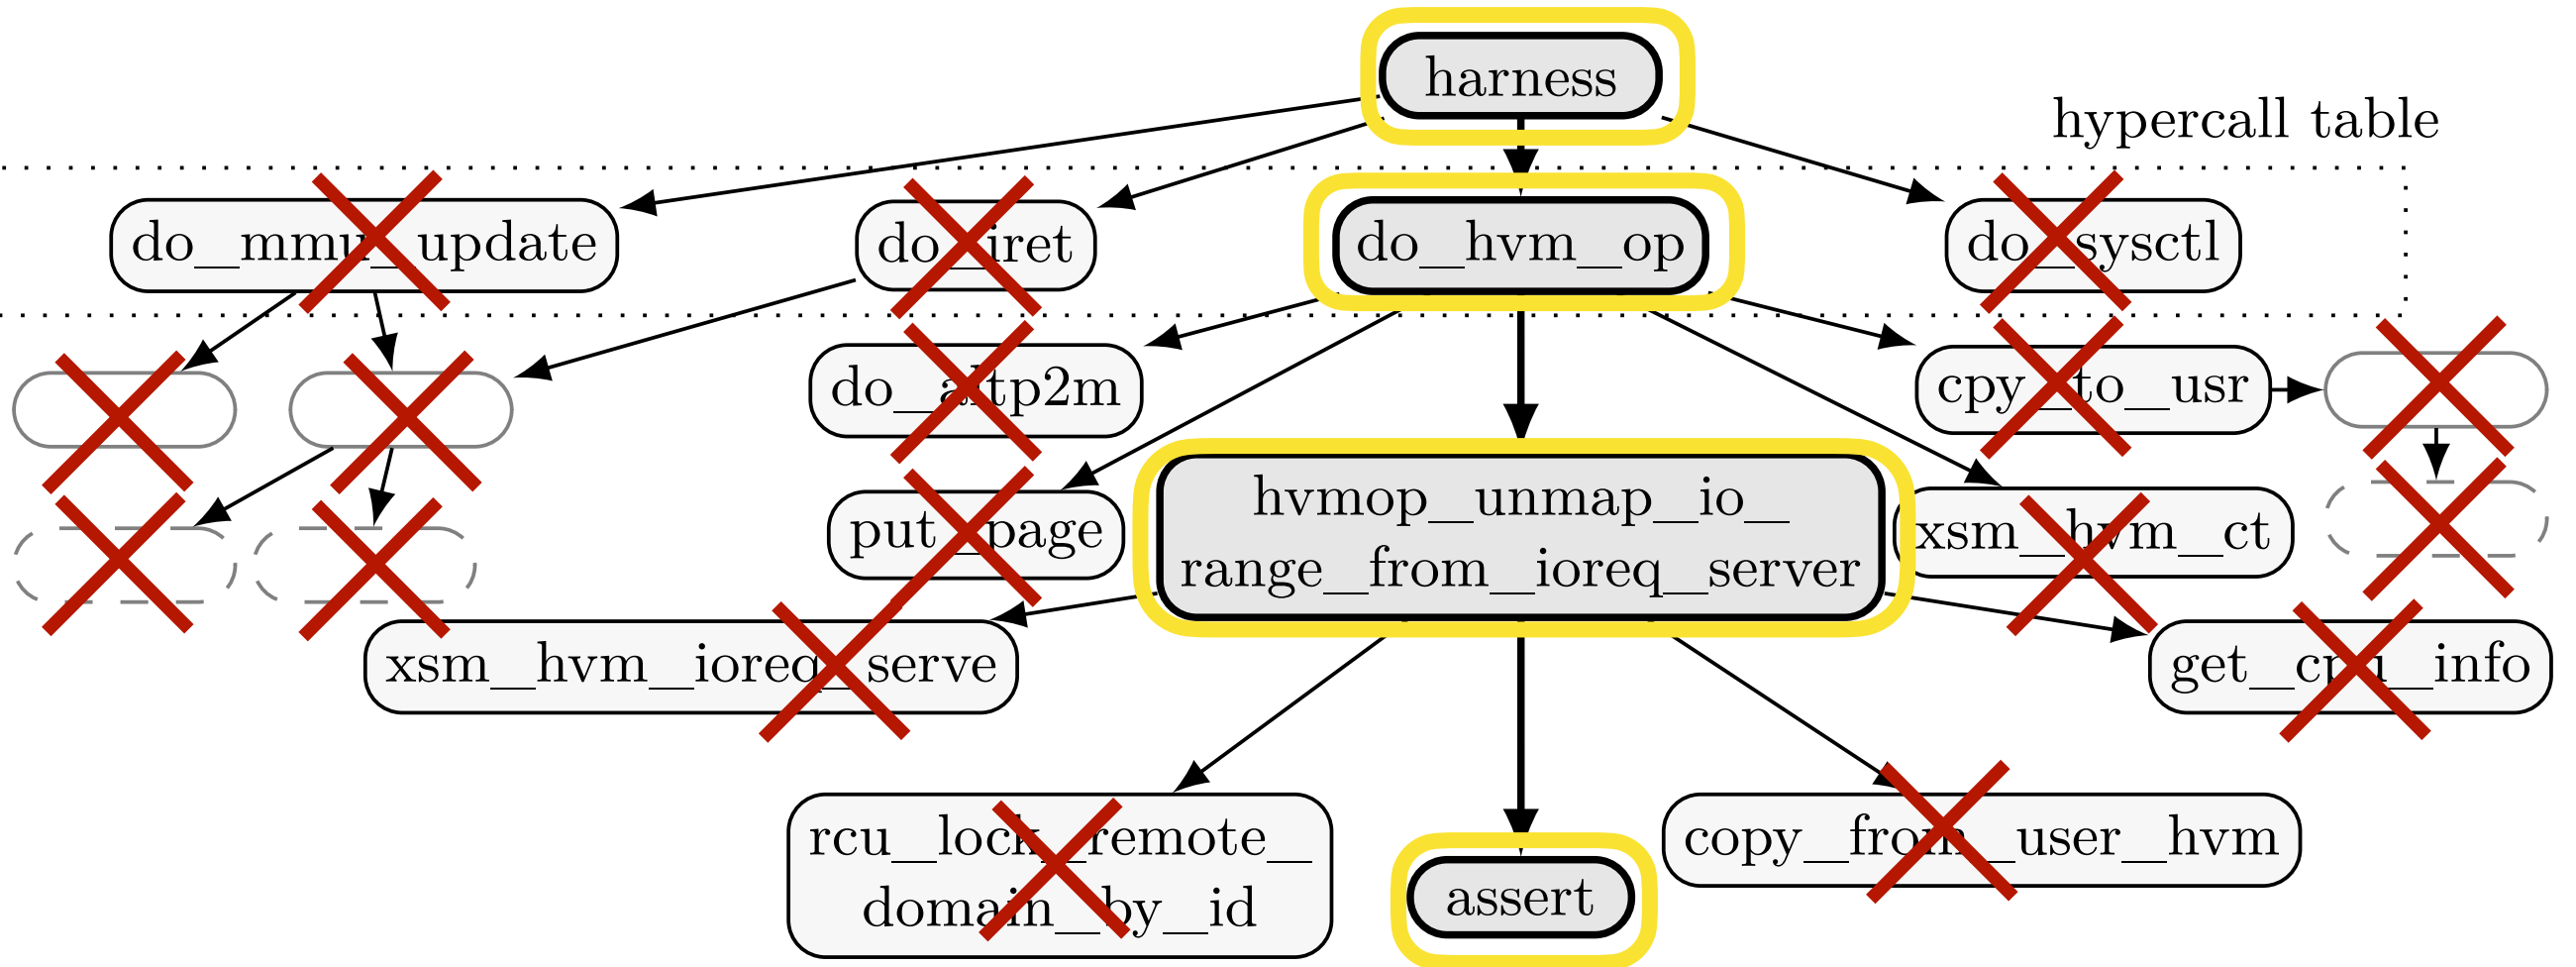 harness
hypercall table
do_mmu_update
do_iret
do_hvm_op
do_sysctl
do_altp2m
cpy_to_usr
put_page
hvmop_unmap_io_
range_from_ioreq_server
xsm_hvm_ct
xsm_hvm_ioreq_serve
get_cpu_info
rcu_lock_remote_
domain_by_id
assert
copy_from_user_hvm